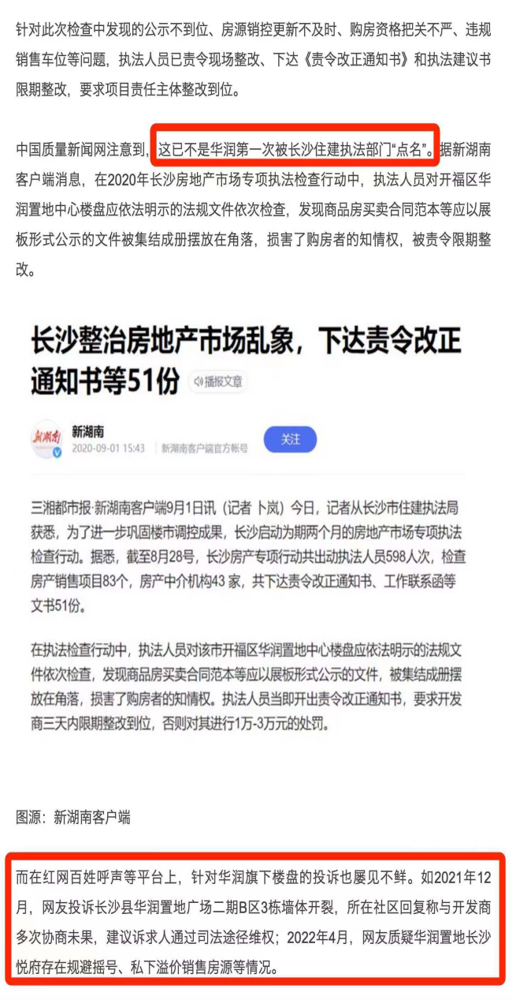 针对此次检查中发现的公示不到位、房源销控更新不及时、购房资格把关不严、违规
销售车位等问题，执法人员已责令现场整改、下达《责令改正通知书》和执法建议书
限期整改，要求项目责任主体整改到位。
中国质量新闻网注意到，这已不是华润第一次被长沙住建执法部门“点名”。据新湖南
客户端消息，在2020年长沙房地产市场专项执法检查行动中，执法人员对开福区华
润置地中心楼盘应依法明示的法规文件依次检查，发现商品房买卖合同范本等应以展
板形式公示的文件被集结成册摆放在角落，损害了购房者的知情权，被责令限期整
改。
长沙整治房地产市场乱象，下达责令改正
通知书等51份 播报文章
新湖南
新湖南
2020-09-01 15:43 新湖南客户端官方帐号
关注
三湘都市报·新湖南客户端9月1日讯（记者 卜岚）今日，记者从长沙市住建执法局
获悉，为了进一步巩固楼市调控成果，长沙启动为期两个月的房地产市场专项执法
检查行动。据悉，截至8月28号，长沙房产专项行动共出动执法人员598人次，检查
房产销售项目83个，房产中介机构43 家，共下达责令改正通知书、工作联系函等
文书51份。
在执法检查行动中，执法人员对该市开福区华润置地中心楼盘应依法明示的法规文
件依次检查，发现商品房买卖合同范本等应以展板形式公示的文件，被集结成册摆
放在角落，损害了购房者的知情权。执法人员当即开出责令改正通知书，要求开发
商三天内限期整改到位，否则对其进行1万-3万元的处罚。
图源：新湖南客户端
而在红网百姓呼声等平台上，针对华润旗下楼盘的投诉也屡见不鲜。如2021年12
月，网友投诉长沙县华润置地广场二期B区3栋墙体开裂，所在社区回复称与开发商
多次协商未果，建议诉求人通过司法途径维权；2022年4月，网友质疑华润置地长沙
悦府存在规避摇号、私下溢价销售房源等情况。